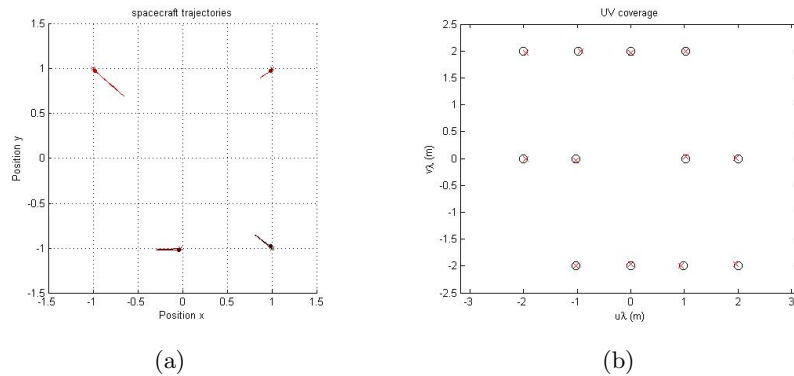 spacecraft trajectories
1.5
1
0.5
0
-0.5
-1
-1.5
-1.5 -1 -0.5 0 0.5 1 1.5
Position y
Position x
(a)
UV coverage
2.5
2
1.5
1
0.5
0
-0.5
-1
-1.5
-2
-2.5
-3 -2 -1 0 1 2 3
vλ (m)
uλ (m)
(b)